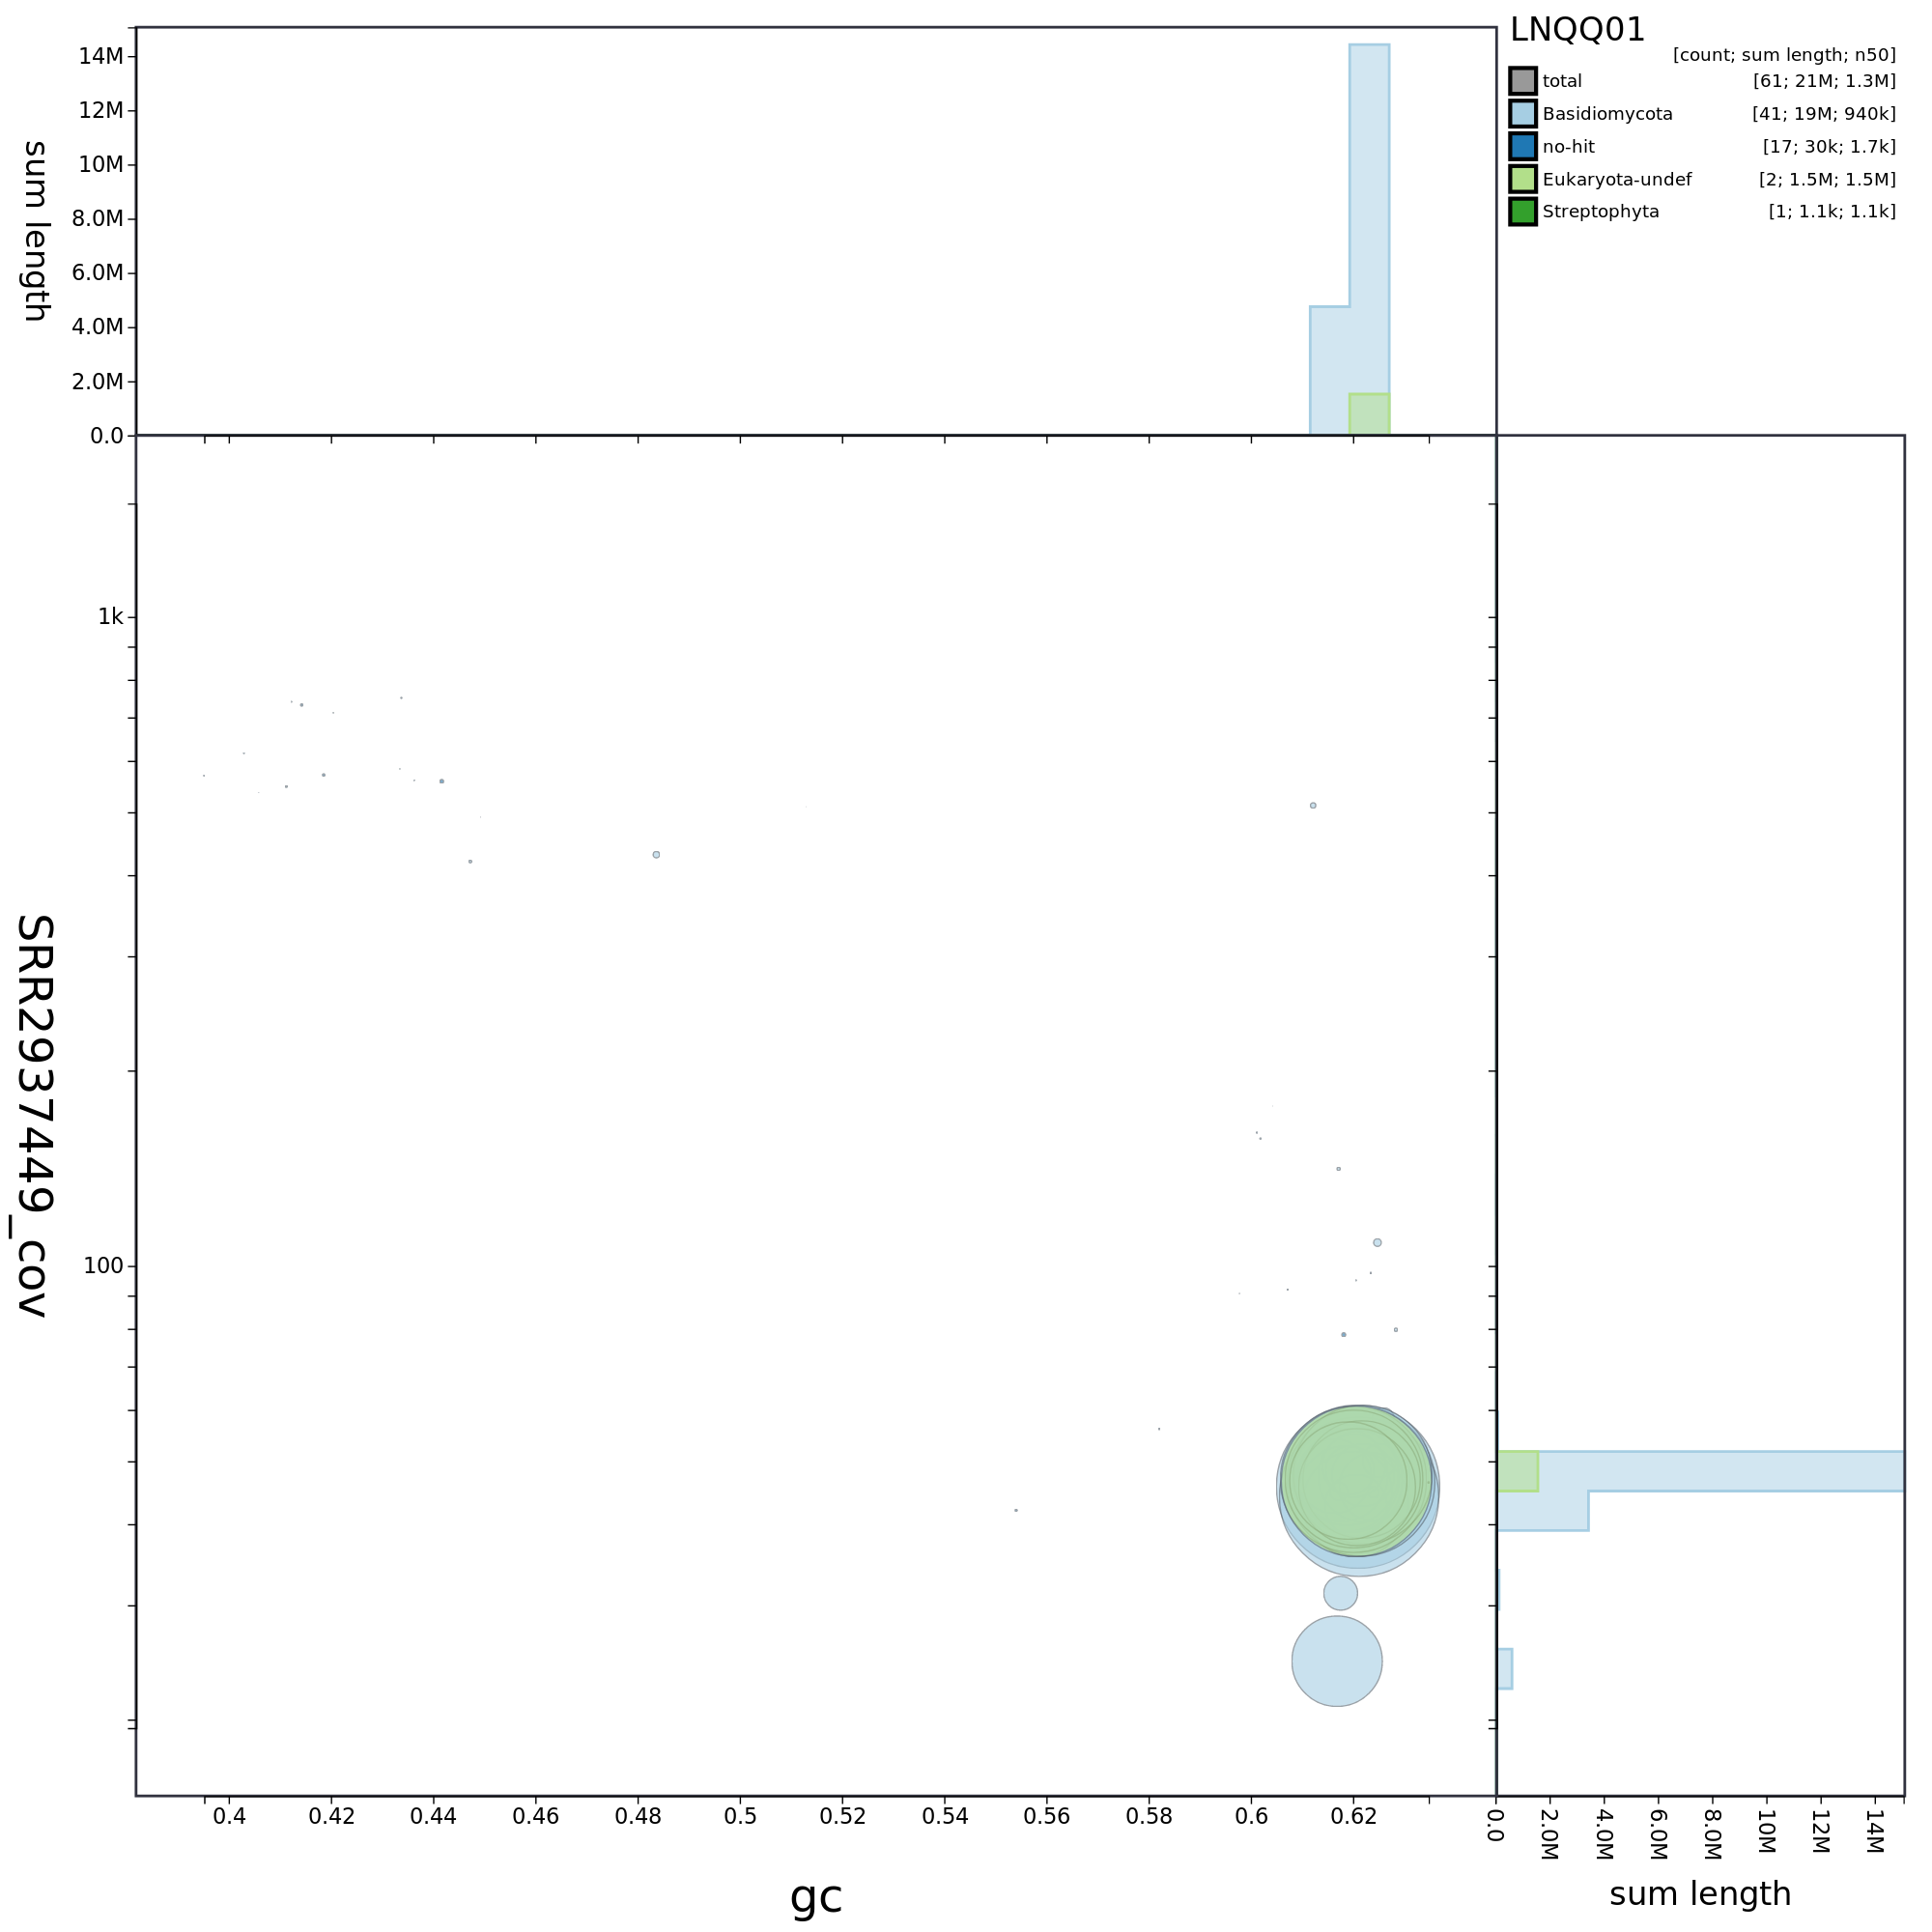 LNQQ01
[count; sum length; n50]
total [61; 21M; 1.3M]
Basidiomycota [41; 19M; 940k]
no-hit [17; 30k; 1.7k]
Eukaryota-undef [2; 1.5M; 1.5M]
Streptophyta [1; 1.1k; 1.1k]
sum length
14M
12M
10M
8.0M
6.0M
4.0M
2.0M
0.0
SRR2937449_cov
1k
100
0.4 0.42 0.44 0.46 0.48 0.5 0.52 0.54 0.56 0.58 0.6 0.62
gc
0.0 2.0M 4.0M 6.0M 8.0M 10M 12M 14M
sum length